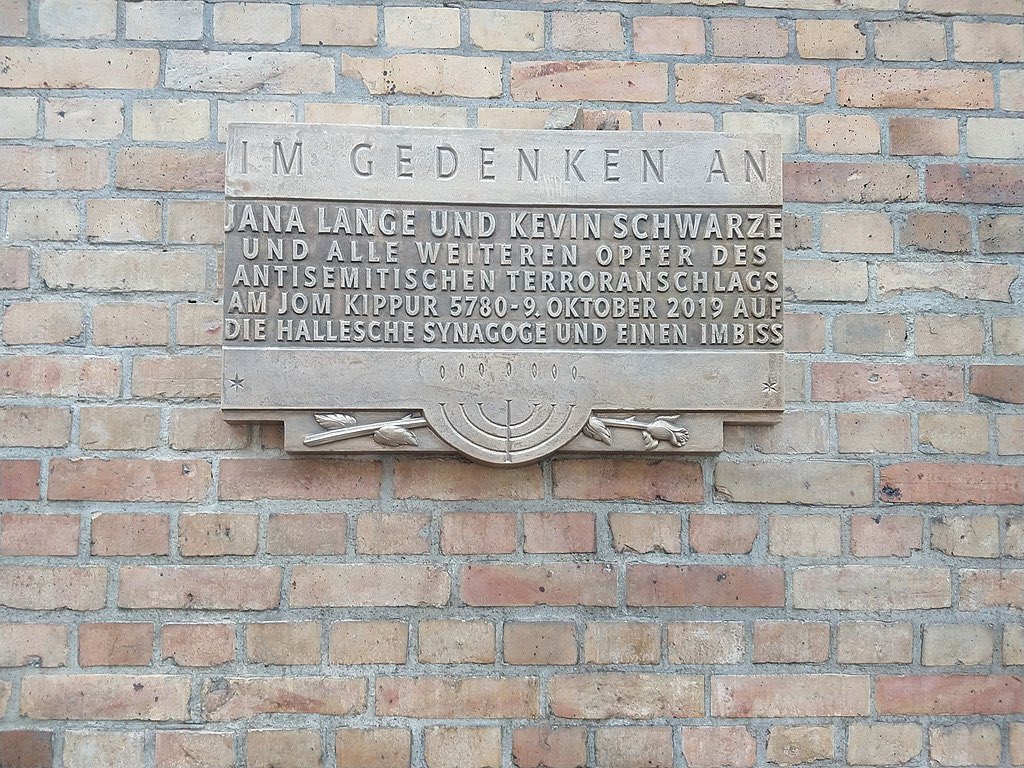 IM GEDENKEN AN
JANA LANGE UND KEVIN SCHWARZE
UND ALLE WEITEREN OPFER DES
ANTISEMITISCHEN TERRORANSCHLAGS
AM JOM KIPPUR 5780-9. OKTOBER 2019 AUF
DIE HALLESCHE SYNAGOGE UND EINEN IMBISS